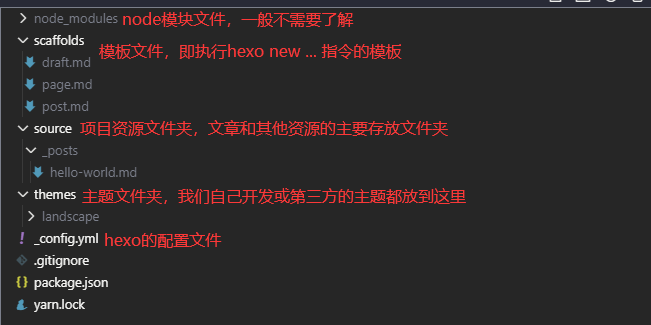 node_modules node模块文件，一般不需要了解
scaffolds
模板文件，即执行hexo new ... 指令的模板
draft.md
page.md
post.md
source 项目资源文件夹，文章和其他资源的主要存放文件夹
_posts
hello-world.md
themes 主题文件夹，我们自己开发或第三方的主题都放到这里
landscape
! _config.yml hexo的配置文件
.gitignore
{} package.json
yarn.lock